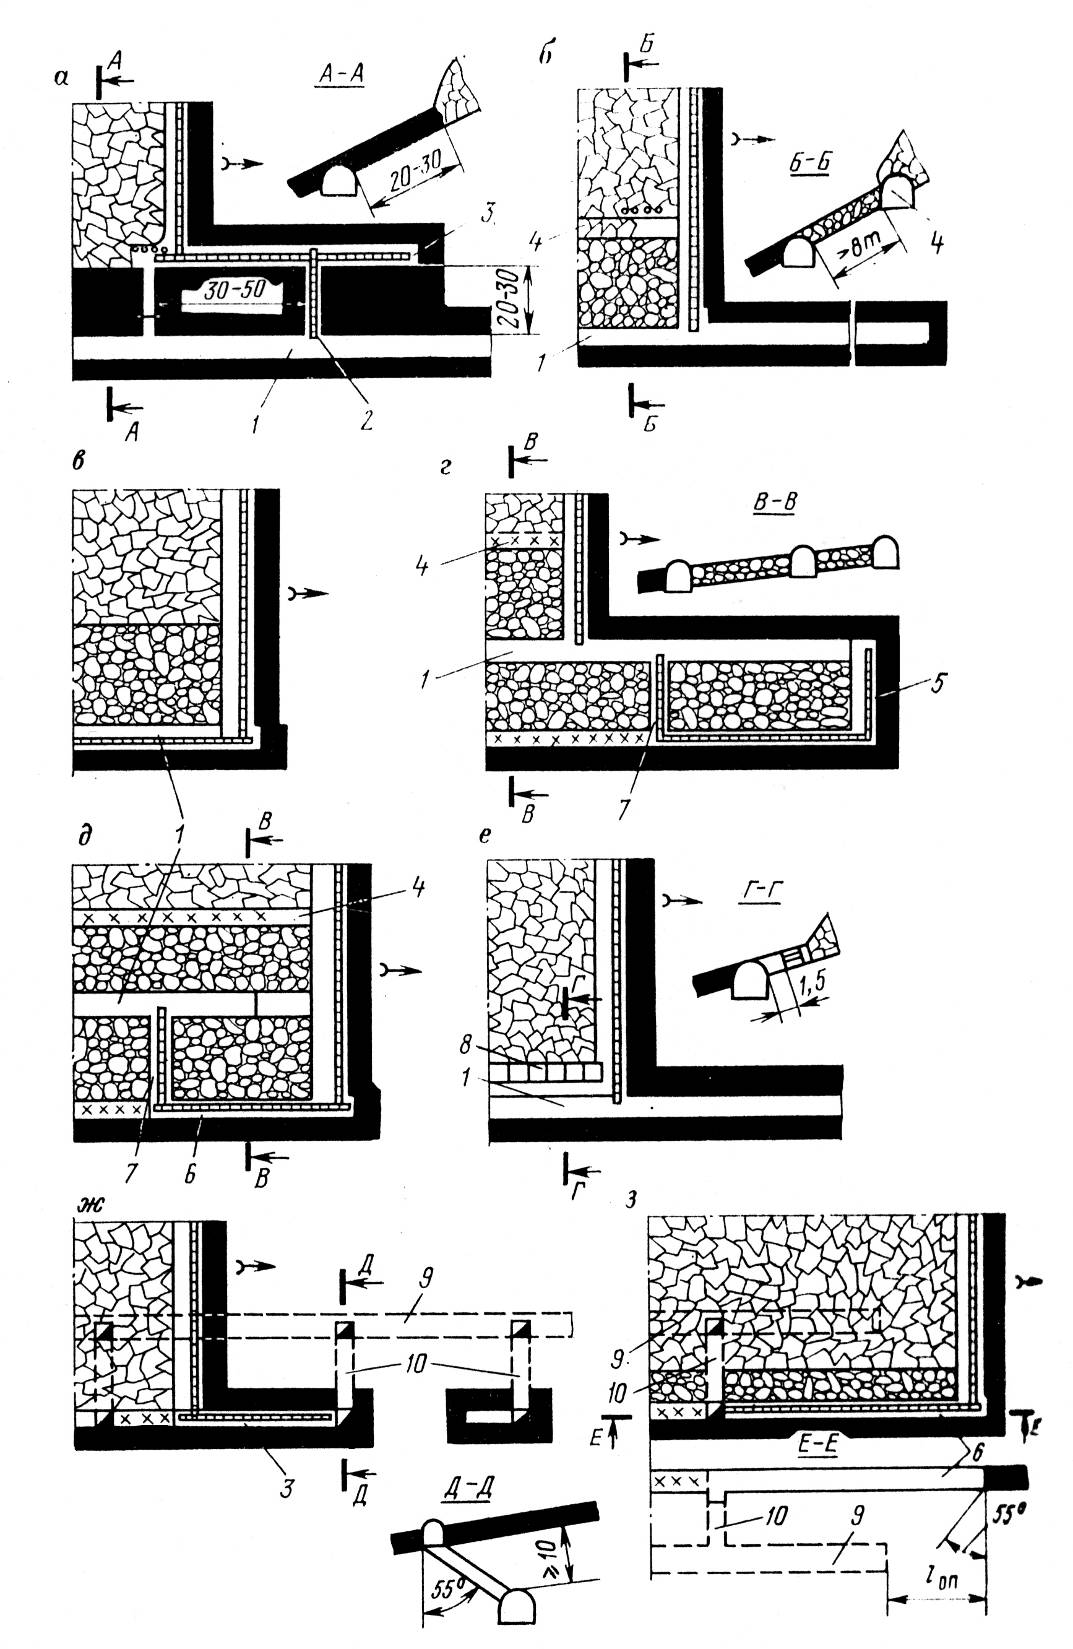 а
А
А-А
20-30
3
30-50
20-30
1
2
А
б
Б
Б-Б
4
≥8m
4
1
Б
в
1
г
В
В-В
4
1
5
7
В
д
В
4
7
6
В
е
Г-Г
Г
1,5
8
1
Г
ж
Д
9
10
3
Д
Д-Д
55°
≥10
з
9
10
Е
Е
Е-Е
6
10
9
55°
lоп